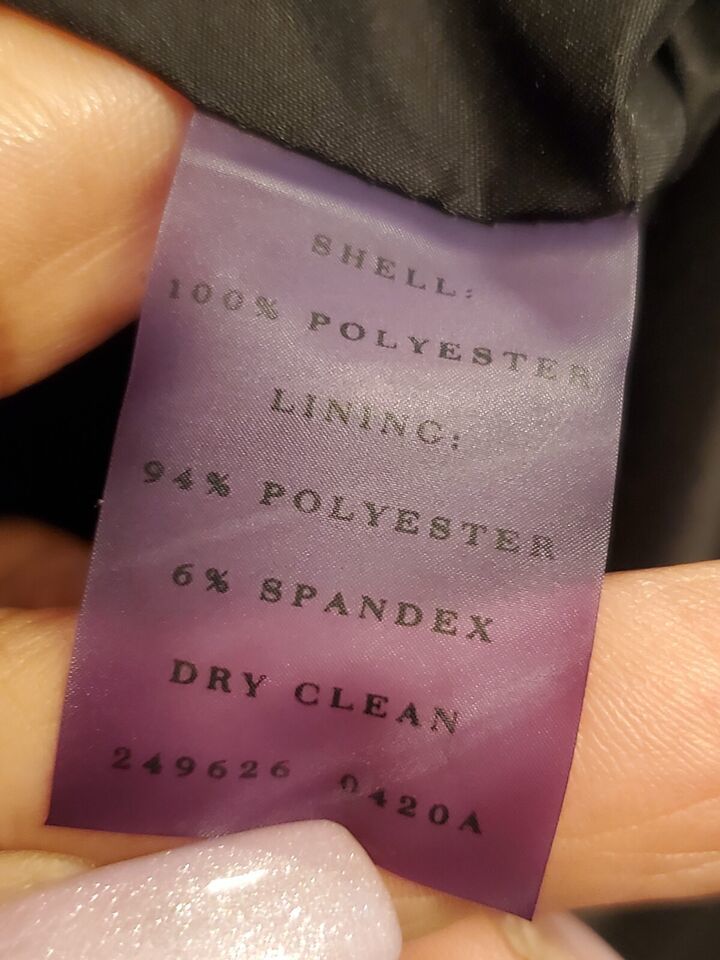 SHELL:
100% POLYESTER
LINING:
94% POLYESTER
6% SPANDEX
DRY CLEAN
249626 0420A